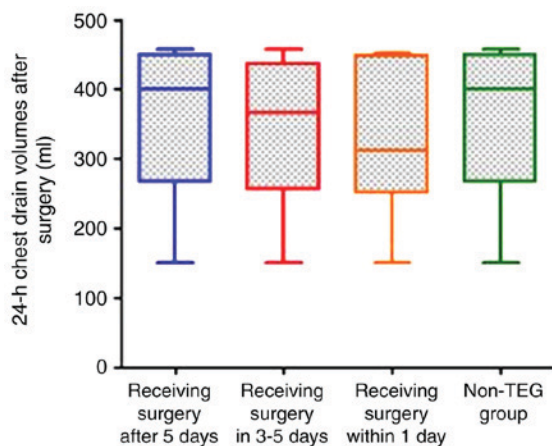 24-h chest drain volumes after
surgery (ml)
500
400
300
200
100
0
Receiving
surgery
after 5 days
Receiving
surgery
in 3-5 days
Receiving
surgery
within 1 day
Non-TEG
group